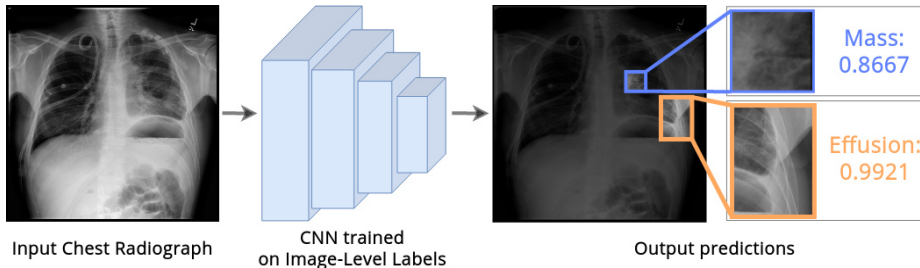 Mass:
0.8667
Effusion:
0.9921
Input Chest Radiograph
CNN trained
on Image-Level Labels
Output predictions